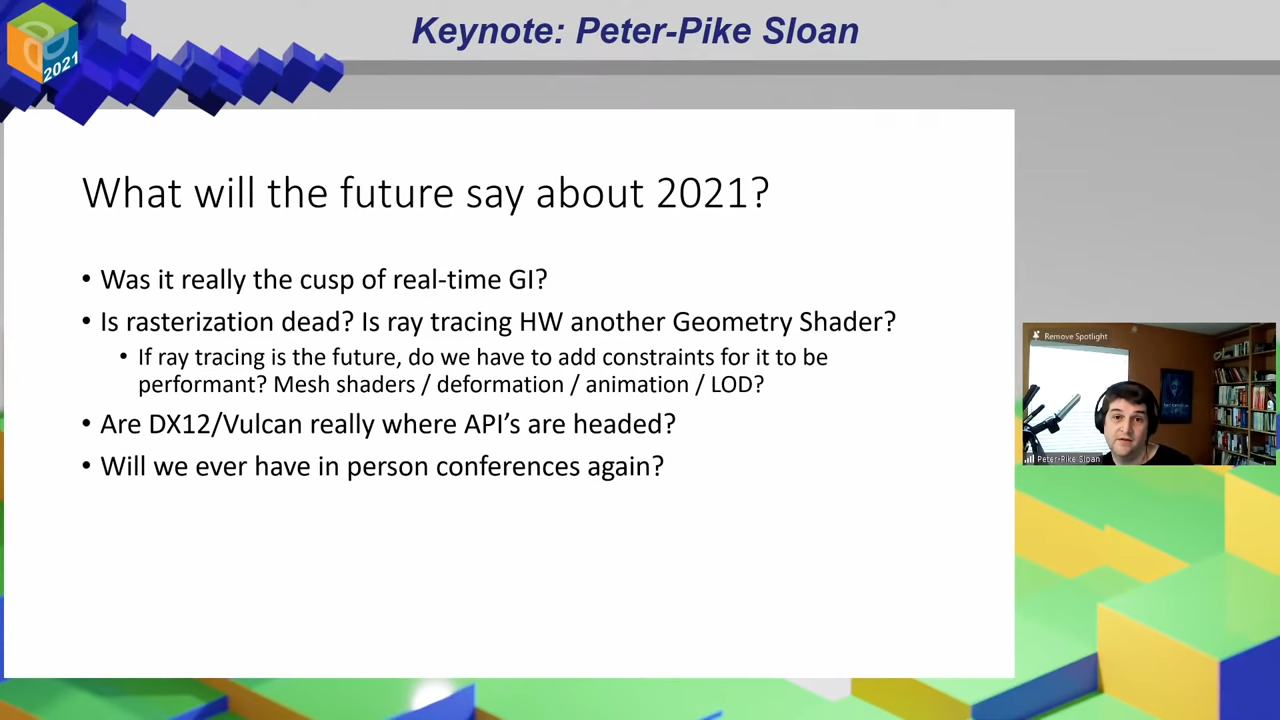 Keynote: Peter-Pike Sloan
2021
What will the future say about 2021?
• Was it really the cusp of real-time GI?
• Is rasterization dead? Is ray tracing HW another Geometry Shader?
• If ray tracing is the future, do we have to add constraints for it to be
performant? Mesh shaders / deformation / animation / LOD?
• Are DX12/Vulcan really where API's are headed?
• Will we ever have in person conferences again?
Remove Spotlight
Peter-Pike Sloan